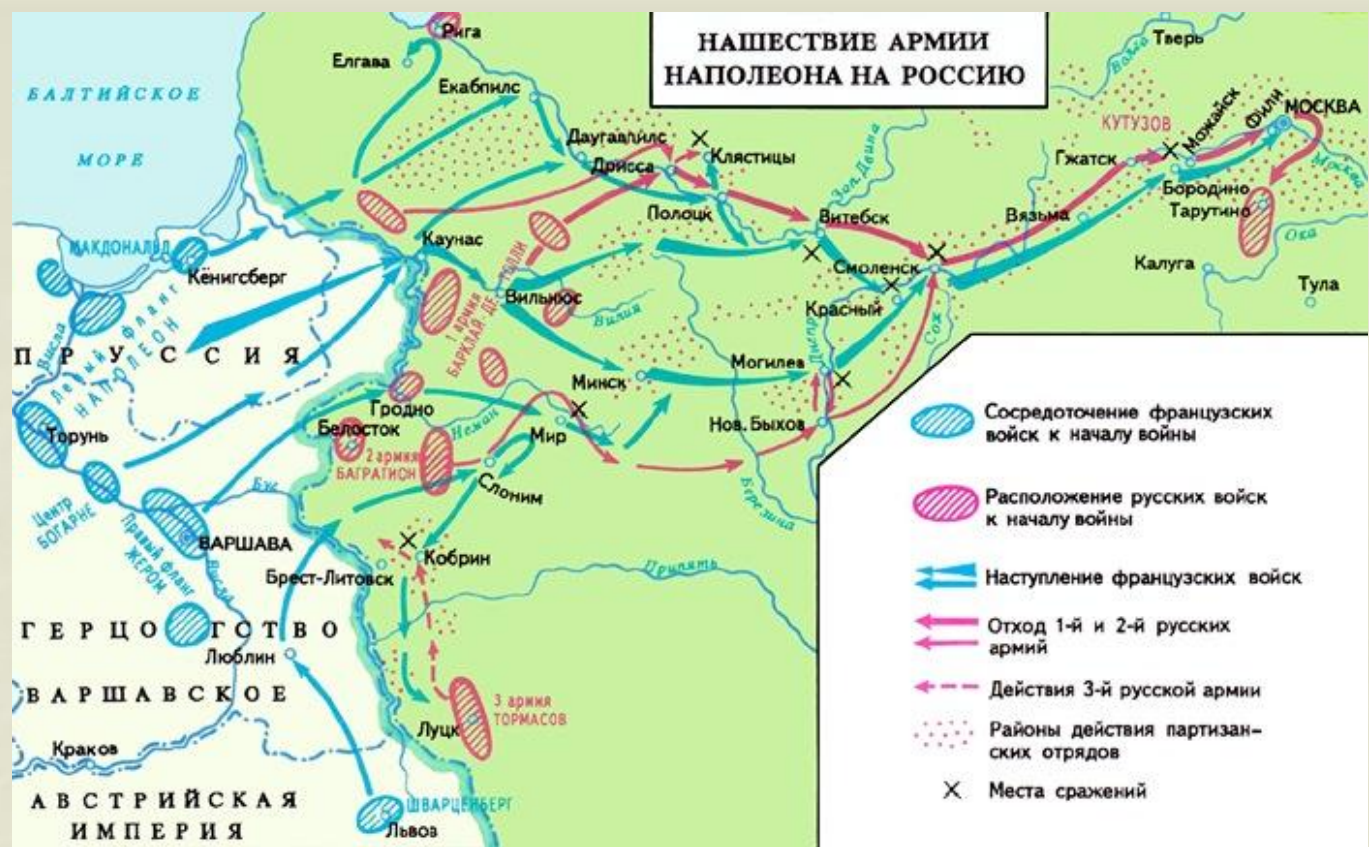 НАШЕСТВИЕ АРМИИ
НАПОЛЕОНА НА РОССИЮ
БАЛТИЙСКОЕ
МОРЕ
Рига
Елгава
Екабпилс
Даугавпилс
Дрисса
Клястицы
Полоцк
Зап. Двина
Витебск
Волга
Тверь
КУТУЗОВ
Гжатск
Можайск
Фили
МОСКВА
Москва
Бородино
Тарутино
Вязьма
Ока
Калуга
Тула
Смоленск
Красный
Днепр
Сож
Могилев
Нов. Быхов
Березина
Минск
Вильнюс
Вилия
Каунас
1 армия
БАРКЛАЙ-ДЕ-ТОЛЛИ
МАКДОНАЛЬД
Кёнигсберг
Висла
Левый фланг
НАПОЛЕОН
ПРУССИЯ
Гродно
Неман
Мир
Белосток
2 армия
БАГРАТИОН
Слоним
Торунь
Буг
Центр
БОГАРНЕ
Правый фланг
ЖЕРОМ
ВАРШАВА
Висла
Брест-Литовск
Кобрин
Припять
ГЕРЦОГСТВО
Люблин
ВАРШАВСКОЕ
3 армия
ТОРМАСОВ
Луцк
Краков
АВСТРИЙСКАЯ
ИМПЕРИЯ
ШВАРЦЕНБЕРГ
Львов
Сосредоточение французских
войск к началу войны
Расположение русских войск
к началу войны
Наступление французских войск
Отход 1-й и 2-й русских
армий
Действия 3-й русской армии
Районы действия партизан-
ских отрядов
Места сражений